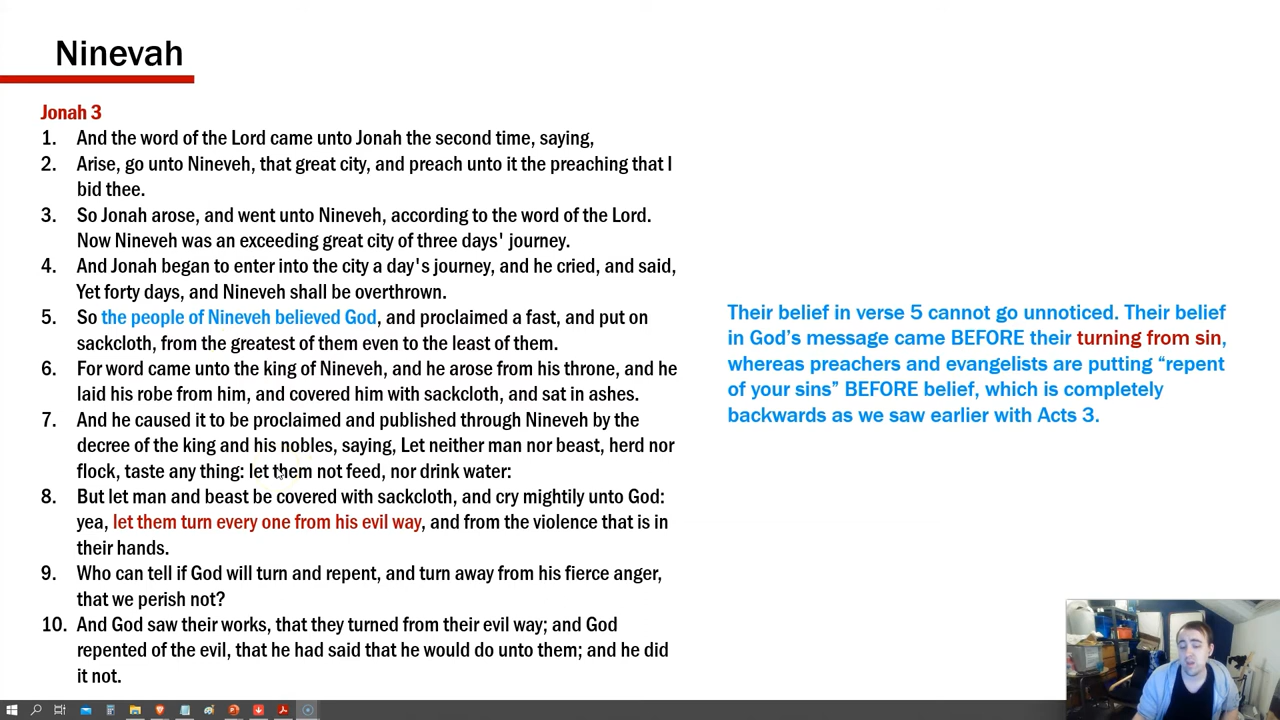 Ninevah
Jonah 3
1. And the word of the Lord came unto Jonah the second time, saying,
2. Arise, go unto Nineveh, that great city, and preach unto it the preaching that I
bid thee.
3. So Jonah arose, and went unto Nineveh, according to the word of the Lord.
Now Nineveh was an exceeding great city of three days' journey.
4. And Jonah began to enter into the city a day's journey, and he cried, and said,
Yet forty days, and Nineveh shall be overthrown.
5. So the people of Nineveh believed God, and proclaimed a fast, and put on
sackcloth, from the greatest of them even to the least of them.
6. For word came unto the king of Nineveh, and he arose from his throne, and he
laid his robe from him, and covered him with sackcloth, and sat in ashes.
7. And he caused it to be proclaimed and published through Nineveh by the
decree of the king and his nobles, saying, Let neither man nor beast, herd nor
flock, taste any thing: let them not feed, nor drink water:
8. But let man and beast be covered with sackcloth, and cry mightily unto God:
yea, let them turn every one from his evil way, and from the violence that is in
their hands.
9. Who can tell if God will turn and repent, and turn away from his fierce anger,
that we perish not?
10. And God saw their works, that they turned from their evil way; and God
repented of the evil, that he had said that he would do unto them; and he did
it not.
Their belief in verse 5 cannot go unnoticed. Their belief
in God’s message came BEFORE their turning from sin,
whereas preachers and evangelists are putting “repent
of your sins” BEFORE belief, which is completely
backwards as we saw earlier with Acts 3.